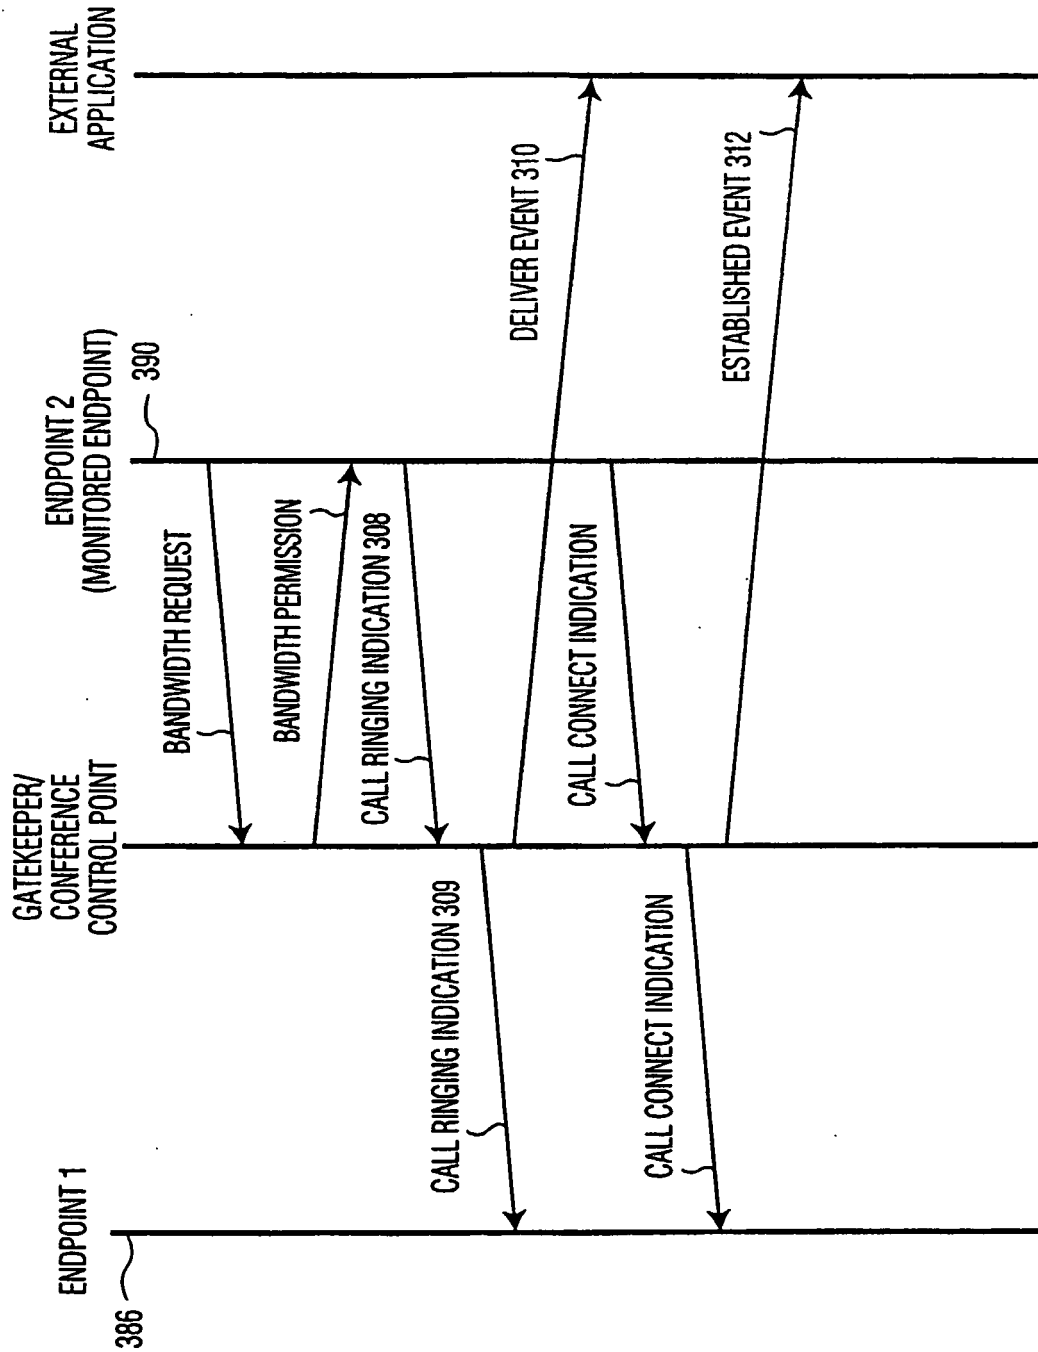 ENDPOINT 1
386
GATEKEEPER/
CONFERENCE
CONTROL POINT
ENDPOINT 2
(MONITORED ENDPOINT)
390
EXTERNAL
APPLICATION
BANDWIDTH REQUEST
BANDWIDTH PERMISSION
CALL RINGING INDICATION 308
CALL RINGING INDICATION 309
DELIVER EVENT 310
CALL CONNECT INDICATION
CALL CONNECT INDICATION
ESTABLISHED EVENT 312